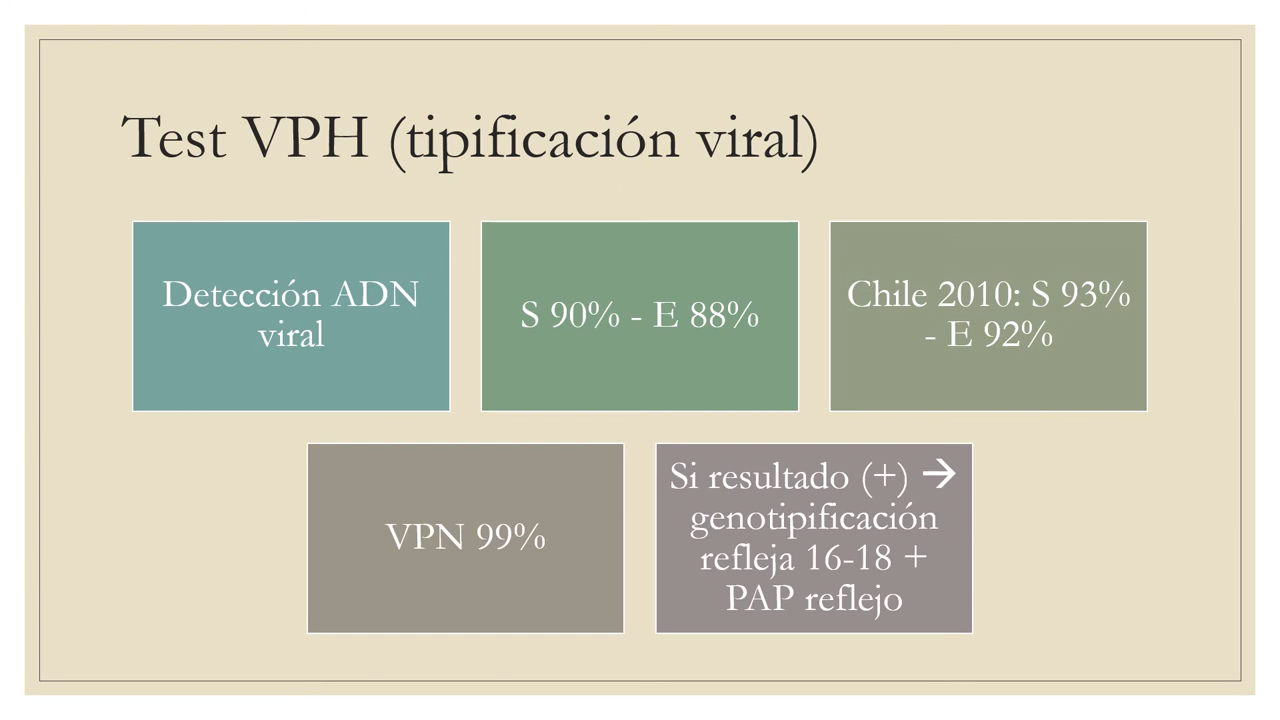 Test VPH (tipificación viral)
Detección ADN
viral
S 90% - E 88%
Chile 2010: S 93%
- E 92%
VPN 99%
Si resultado (+) →
genotipificación
refleja 16-18 +
PAP reflejo